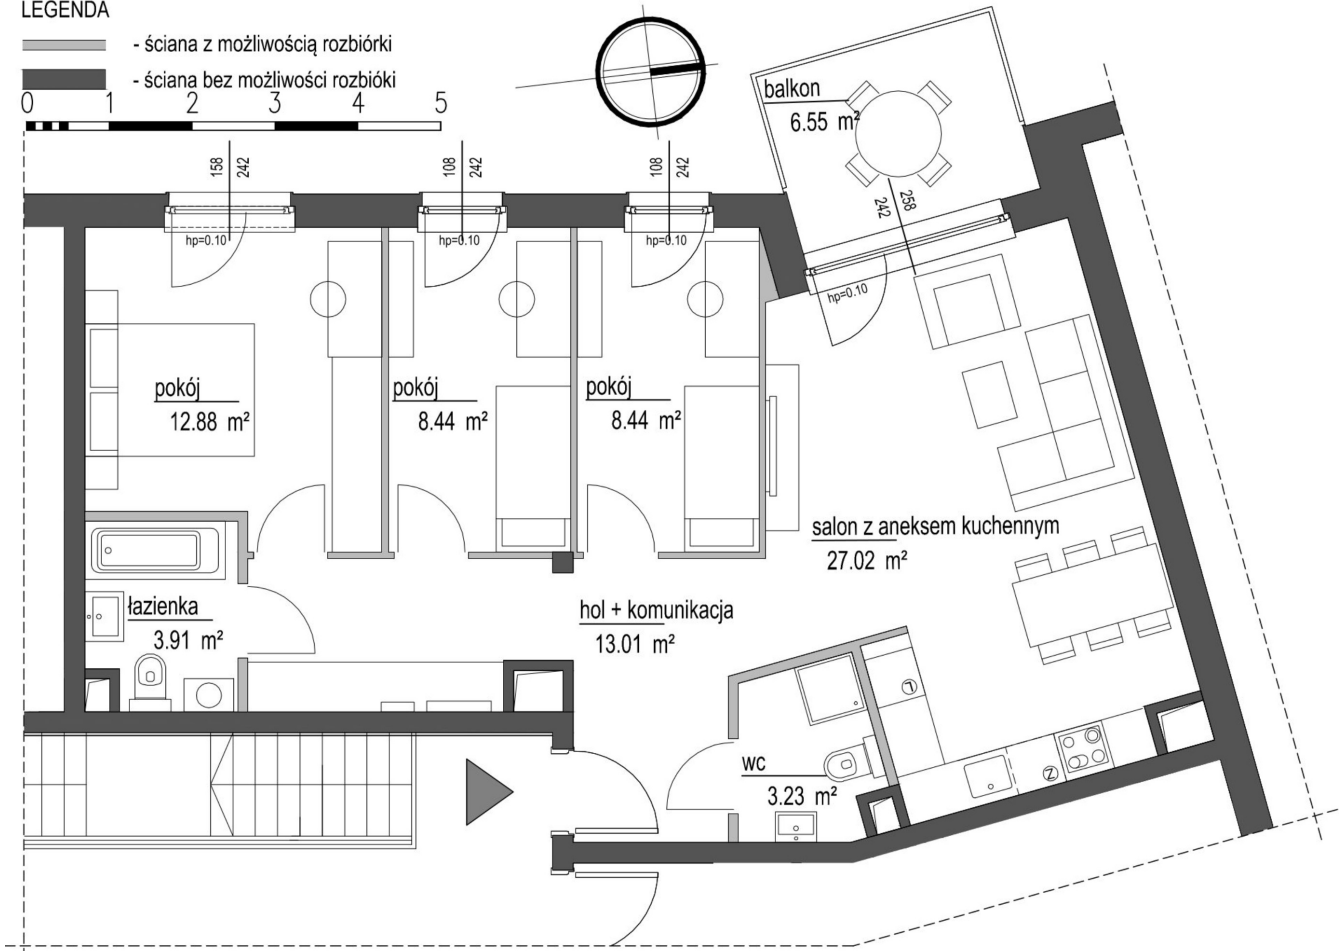 LEGENDA
- ściana z możliwością rozbiórki
- ściana bez możliwości rozbióki
0 1 2 3 4 5
balkon
6.55 m²
158
242
108
242
108
242
258
242
hp=0.10
hp=0.10
hp=0.10
hp=0.10
pokój
12.88 m²
pokój
8.44 m²
pokój
8.44 m²
salon z aneksem kuchennym
27.02 m²
łazienka
3.91 m²
hol + komunikacja
13.01 m²
L
wc
3.23 m²
Z